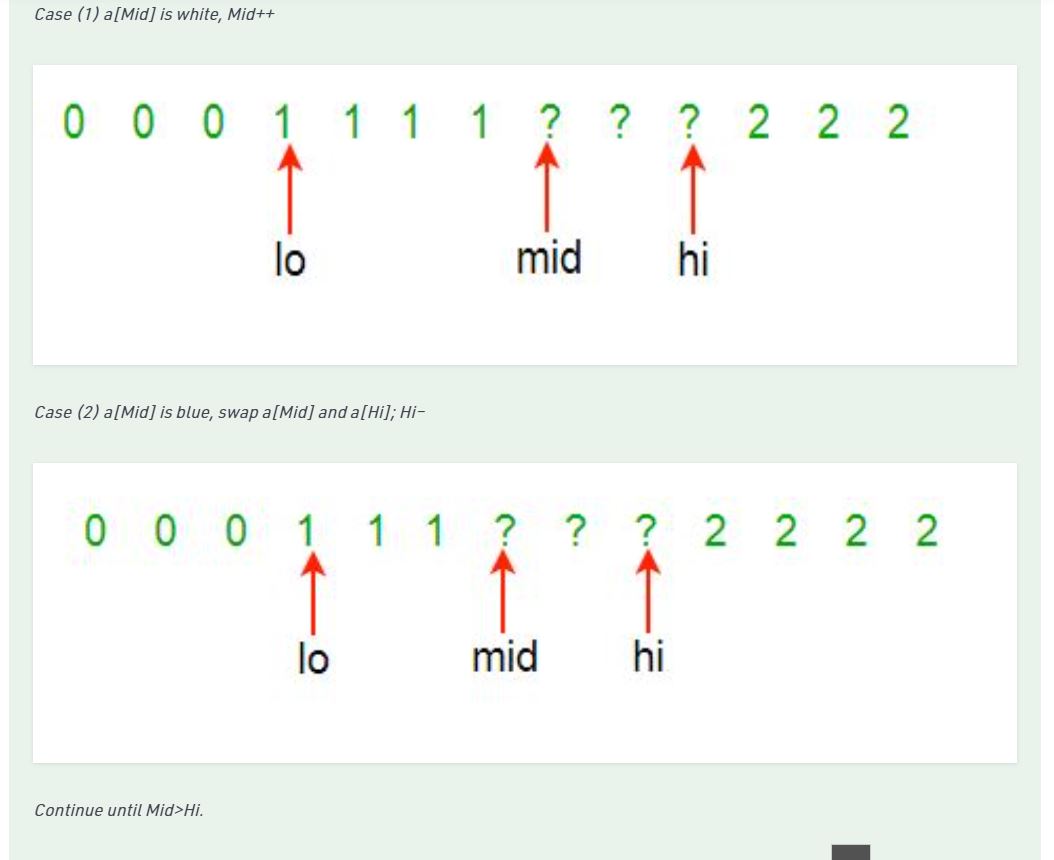 Case (1) a[Mid] is white, Mid++
0 0 0 1 1 1 1 ? ? ? 2 2 2
lo mid hi
Case (2) a[Mid] is blue, swap a[Mid] and a[Hi]; Hi–
0 0 0 1 1 1 ? ? ? 2 2 2 2
lo mid hi
Continue until Mid>Hi.